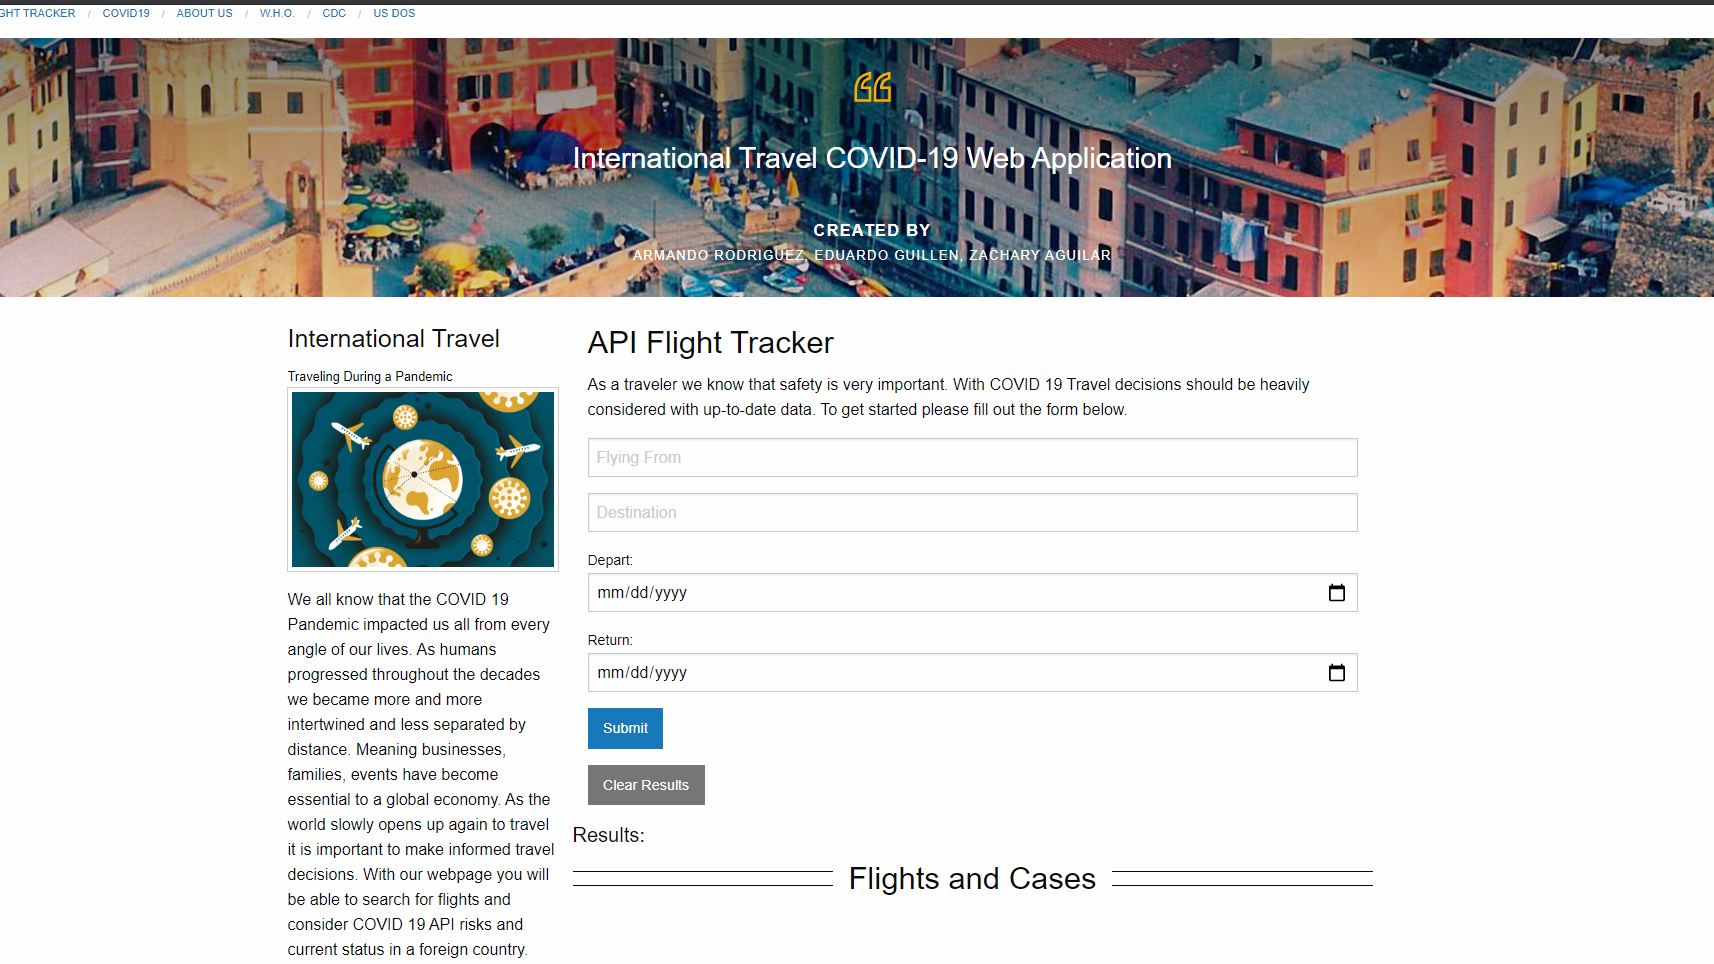 GHT TRACKER / COVID19 / ABOUT US / W.H.O. / CDC / US DOS
International Travel COVID-19 Web Application
CREATED BY
ARMANDO RODRIGUEZ, EDUARDO GUILLEN, ZACHARY AGUILAR
International Travel
Traveling During a Pandemic
We all know that the COVID 19
Pandemic impacted us all from every
angle of our lives. As humans
progressed throughout the decades
we became more and more
intertwined and less separated by
distance. Meaning businesses,
families, events have become
essential to a global economy. As the
world slowly opens up again to travel
it is important to make informed travel
decisions. With our webpage you will
be able to search for flights and
consider COVID 19 API risks and
current status in a foreign country.
API Flight Tracker
As a traveler we know that safety is very important. With COVID 19 Travel decisions should be heavily
considered with up-to-date data. To get started please fill out the form below.
Flying From
Destination
Depart:
mm/dd/yyyy
Return:
mm/dd/yyyy
Submit
Clear Results
Results:
Flights and Cases